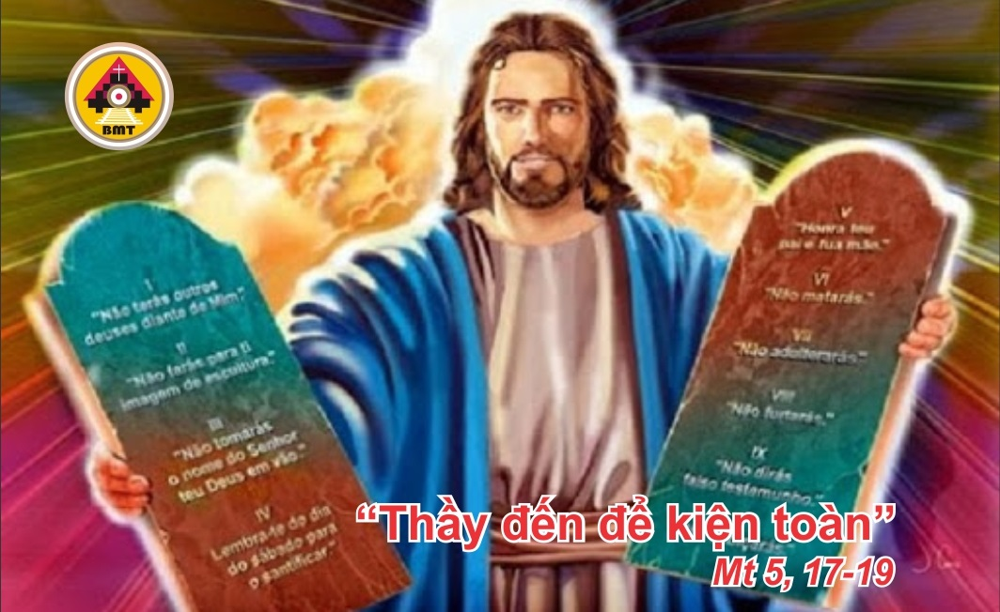 BMT
I
"Não terás outros
deuses diante de Mim."
II
"Não farás para ti
imagem de escultura."
III
"Não tomarás
o nome do Senhor
teu Deus em vão."
IV
Lembra-te do dia
do sábado para
o santificar."
V
"Honra teu
pai e tua mãe."
VI
"Não matarás."
VII
"Não adulterarás"
VIII
"Não furtarás."
IX
"Não dirás
falso testemunho."
“Thầy đến để kiện toàn”
Mt 5, 17-19